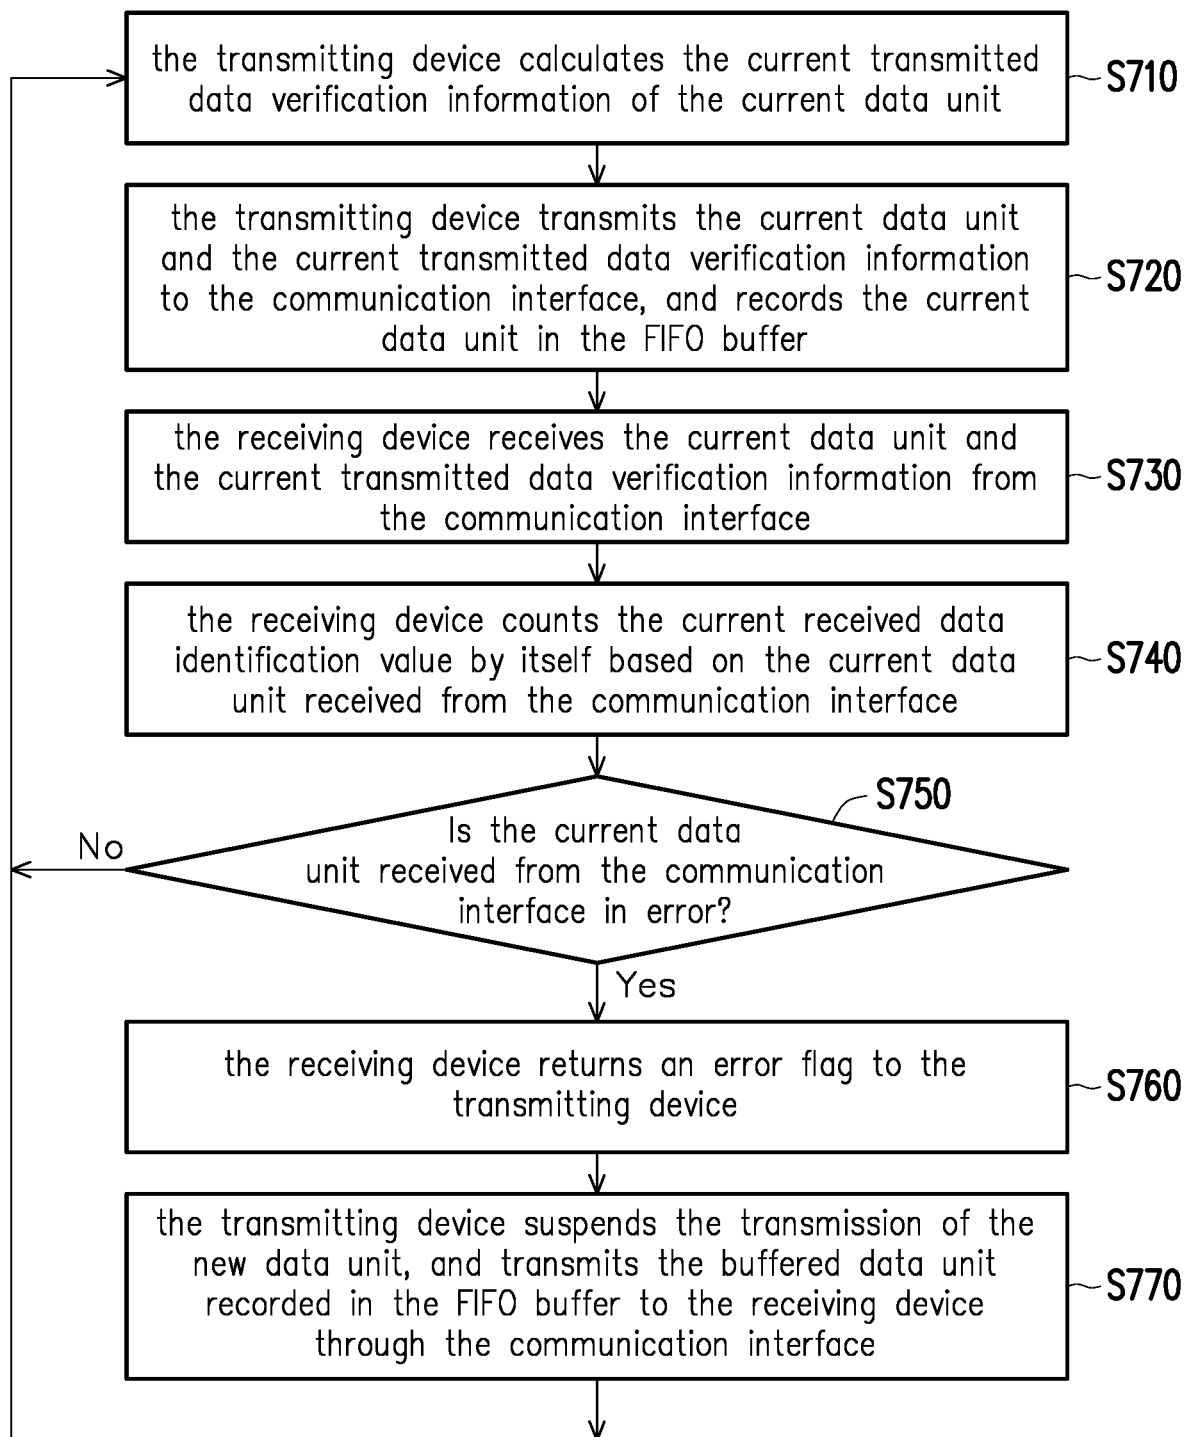 the transmitting device calculates the current transmitted
data verification information of the current data unit
S710
the transmitting device transmits the current data unit
and the current transmitted data verification information
to the communication interface, and records the current
data unit in the FIFO buffer
S720
the receiving device receives the current data unit and
the current transmitted data verification information from
the communication interface
S730
the receiving device counts the current received data
identification value by itself based on the current data
unit received from the communication interface
S740
S750
Is the current data
unit received from the communication
interface in error?
No
Yes
the receiving device returns an error flag to the
transmitting device
S760
the transmitting device suspends the transmission of the
new data unit, and transmits the buffered data unit
recorded in the FIFO buffer to the receiving device
through the communication interface
S770